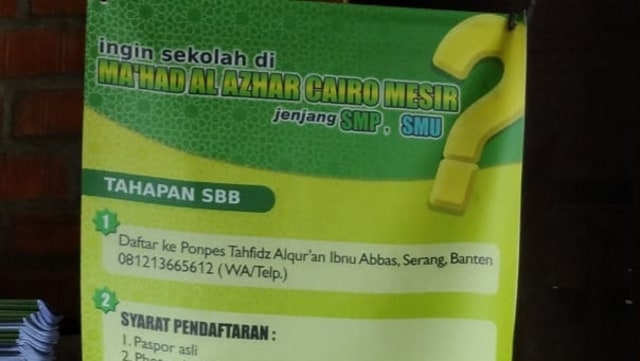 ingin sekolah di
MA'HAD AL AZHAR CAIRO MESIR
jenjang SMP, SMU
?
TAHAPAN SBB
1
Daftar ke Ponpes Tahfidz Alqur'an Ibnu Abbas, Serang, Banten
081213665612 (WA/Telp.)
2
SYARAT PENDAFTARAN :
1. Paspor asli
2.